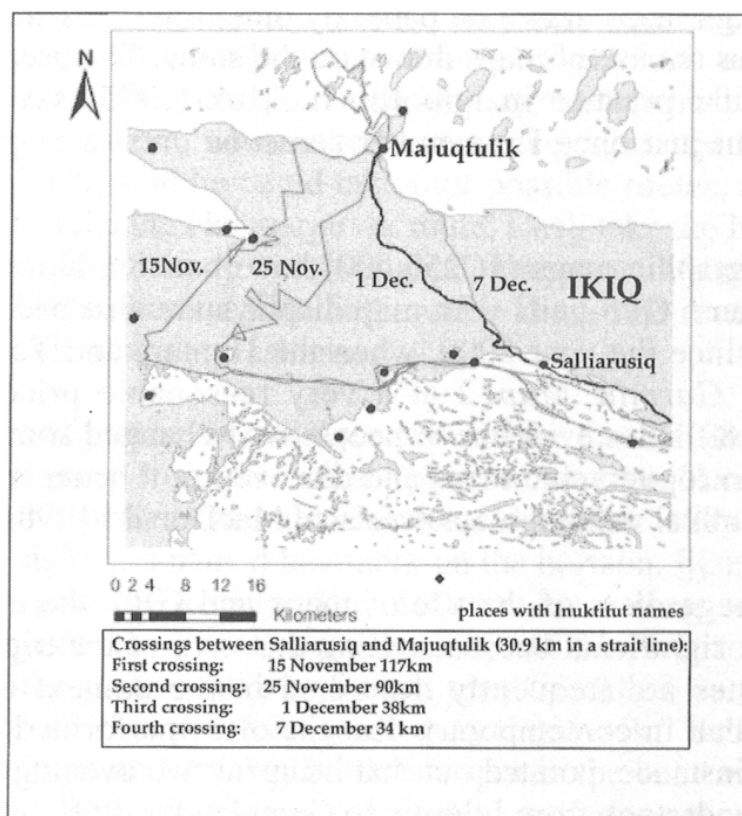 N
Majuqtulik
15Nov.
25 Nov.
1 Dec.
7 Dec.
IKIQ
Salliarusiq
0 2 4 8 12 16
Kilometers
places with Inuktitut names
Crossings between Salliarusiq and Majuqtulik (30.9 km in a strait line):
First crossing: 15 November 117km
Second crossing: 25 November 90km
Third crossing: 1 December 38km
Fourth crossing: 7 December 34 km